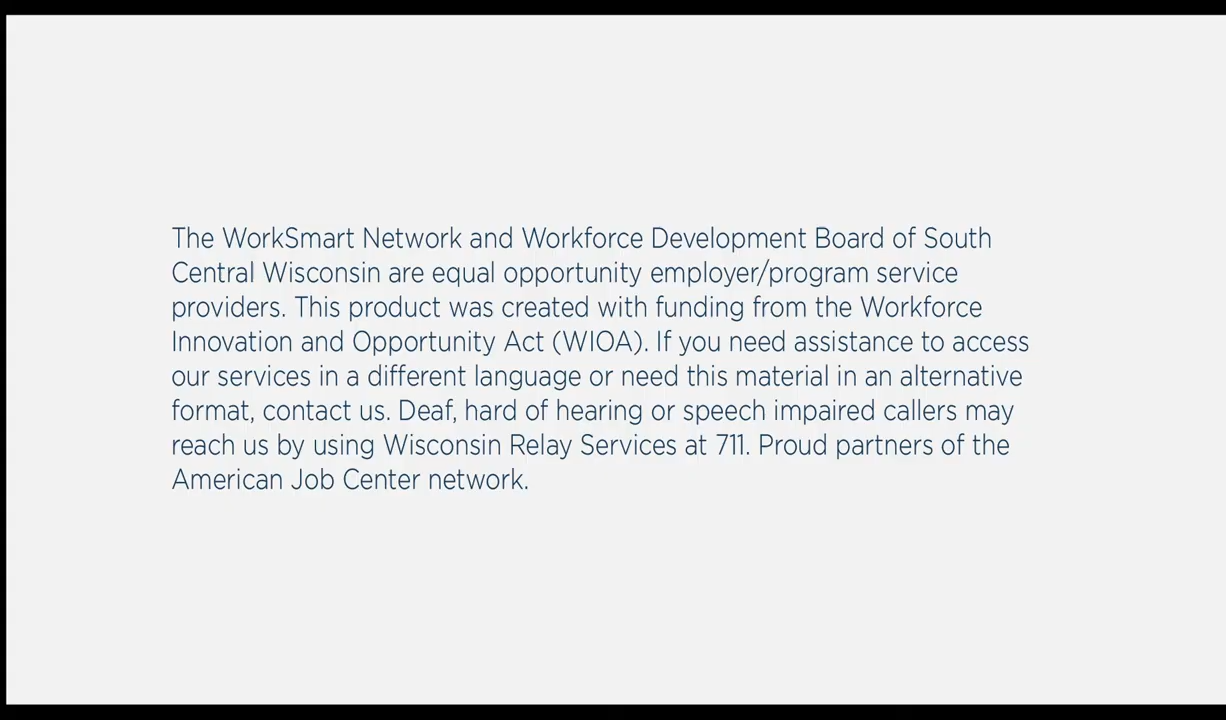 The WorkSmart Network and Workforce Development Board of South
Central Wisconsin are equal opportunity employer/program service
providers. This product was created with funding from the Workforce
Innovation and Opportunity Act (WIOA). If you need assistance to access
our services in a different language or need this material in an alternative
format, contact us. Deaf, hard of hearing or speech impaired callers may
reach us by using Wisconsin Relay Services at 711. Proud partners of the
American Job Center network.